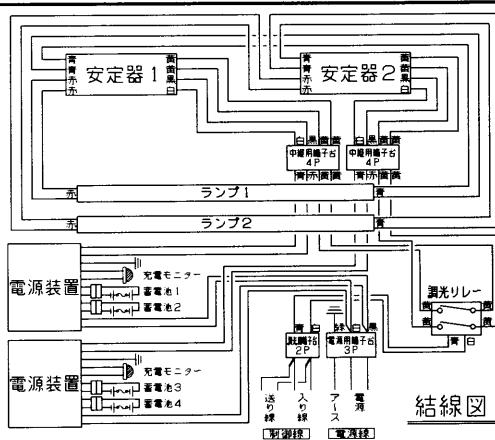 青 黄
青 黄
赤 黒
赤 白
安定器1
青 黄
青 黄
赤 黒
赤 白
安定器2
白 黒 黄 黄
中継用端子台
4P
青 赤 黄 黄
白 黒 黄 黄
中継用端子台
4P
青 赤 黄 黄
赤 ランプ1 青
赤 ランプ2 青
電源装置
充電モニター
蓄電池1
蓄電池2
調光リレー
黄 黄
黄 黄
青 白
青 白
端子台
2P
緑 白 黒
電源用端子台
3P
電源装置
充電モニター
蓄電池3
蓄電池4
送り線
入り線
アース
電源
制御線
電源線
結線図